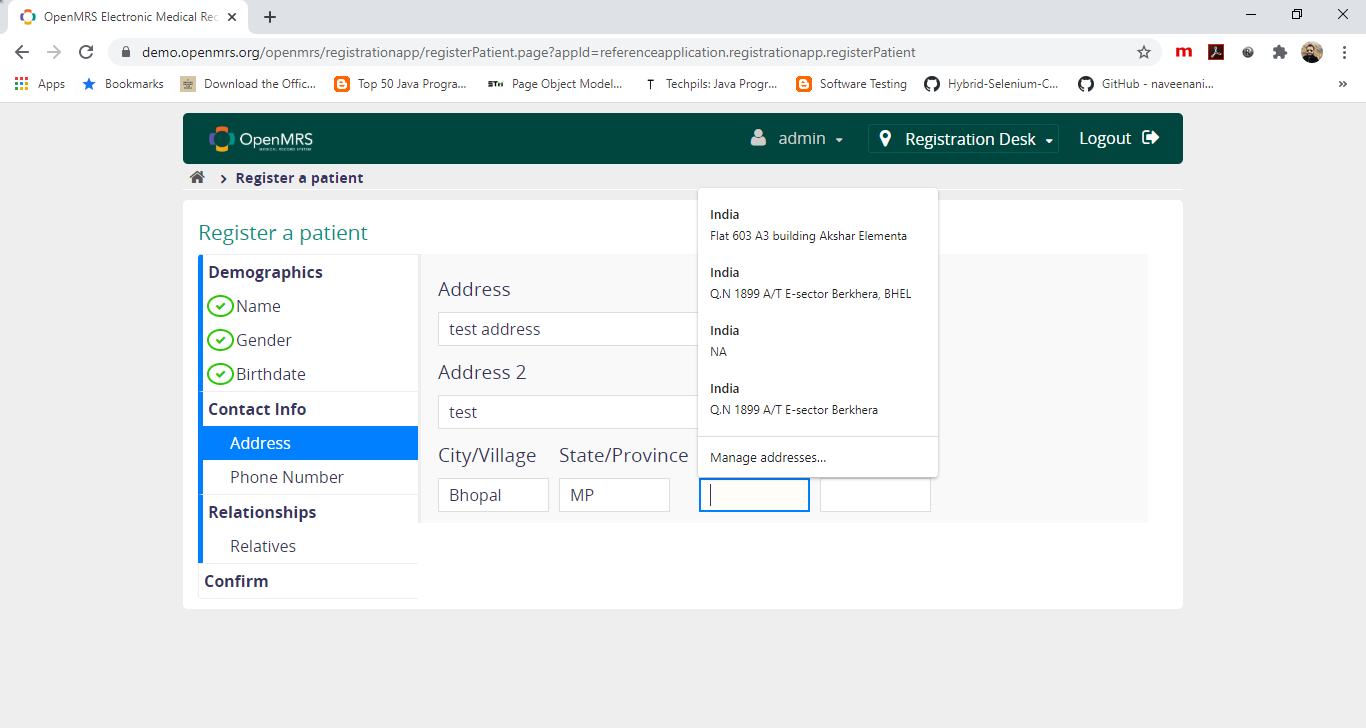 OpenMRS Electronic Medical Rec
demo.openmrs.org/openmrs/registrationapp/registerPatient.page?appId=referenceapplication.registrationapp.registerPatient
Apps Bookmarks Download the Offic... Top 50 Java Progra... Page Object Model... Techpils: Java Progr... Software Testing Hybrid-Selenium-C... GitHub - naveenani... »
OpenMRS admin Registration Desk Logout
MEDICAL RECORD SYSTEM
Register a patient
Register a patient
Demographics
Name
Gender
Birthdate
Contact Info
Address
Phone Number
Relationships
Relatives
Confirm
Address
test address
Address 2
test
City/Village State/Province
Bhopal MP
India
Flat 603 A3 building Akshar Elementa
India
Q.N 1899 A/T E-sector Berkhera, BHEL
India
NA
India
Q.N 1899 A/T E-sector Berkhera
Manage addresses...